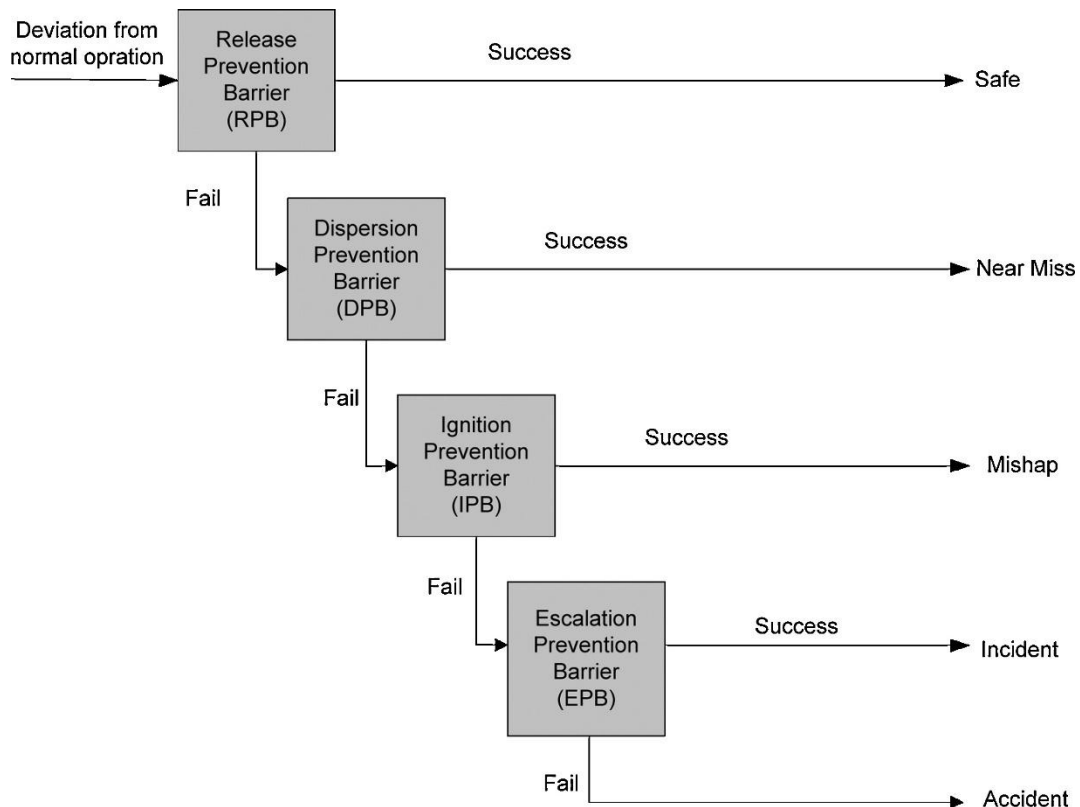 Deviation from
normal opration
Release
Prevention
Barrier
(RPB)
Success
Safe
Fail
Dispersion
Prevention
Barrier
(DPB)
Success
Near Miss
Fail
Ignition
Prevention
Barrier
(IPB)
Success
Mishap
Fail
Escalation
Prevention
Barrier
(EPB)
Success
Incident
Fail
Accident